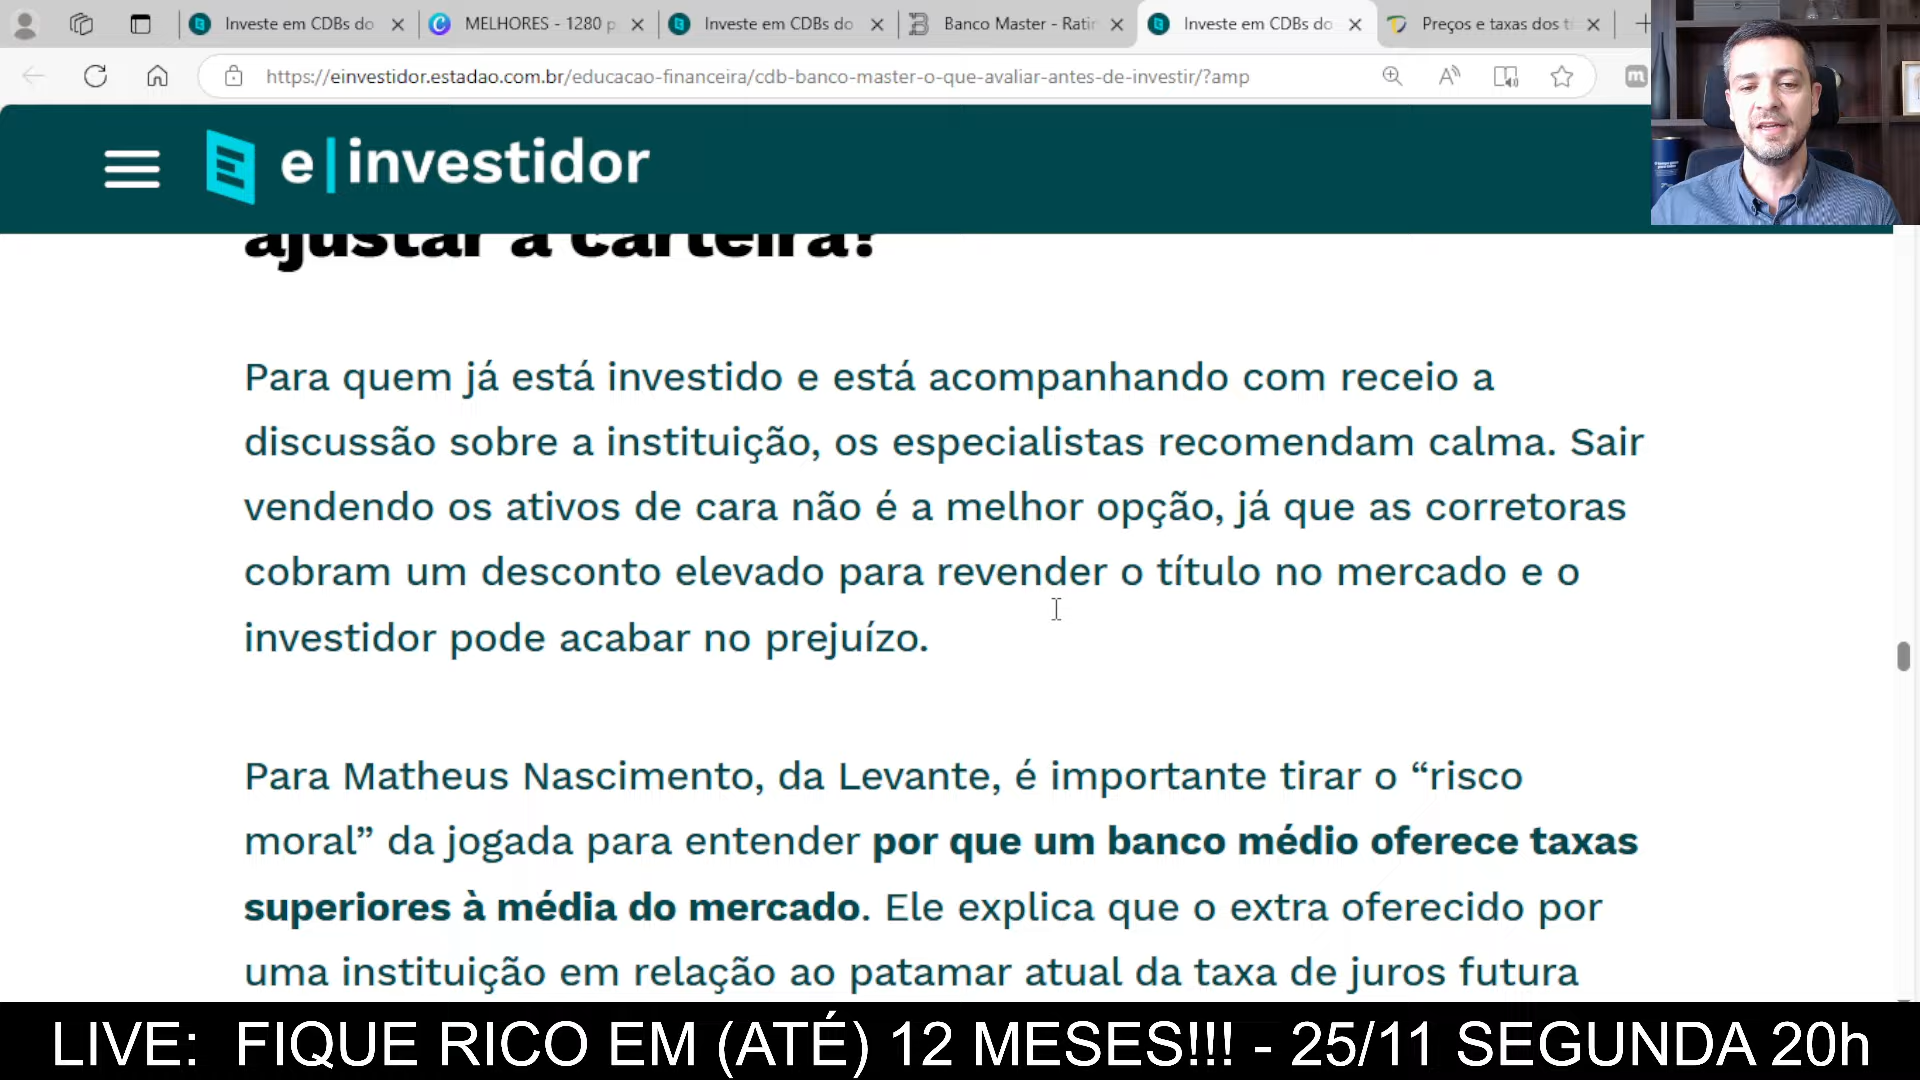 Investe em CDBs do
MELHORES - 1280 p
Investe em CDBs do
Banco Master - Ratin
Investe em CDBs do
Preços e taxas dos tí
https://einvestidor.estadao.com.br/educacao-financeira/cdb-banco-master-o-que-avaliar-antes-de-investir/?amp
e|investidor
ajustar a carteira?
Para quem já está investido e está acompanhando com receio a
discussão sobre a instituição, os especialistas recomendam calma. Sair
vendendo os ativos de cara não é a melhor opção, já que as corretoras
cobram um desconto elevado para revender o título no mercado e o
investidor pode acabar no prejuízo.
Para Matheus Nascimento, da Levante, é importante tirar o “risco
moral” da jogada para entender por que um banco médio oferece taxas
superiores à média do mercado. Ele explica que o extra oferecido por
uma instituição em relação ao patamar atual da taxa de juros futura
LIVE: FIQUE RICO EM (ATÉ) 12 MESES!!! - 25/11 SEGUNDA 20h